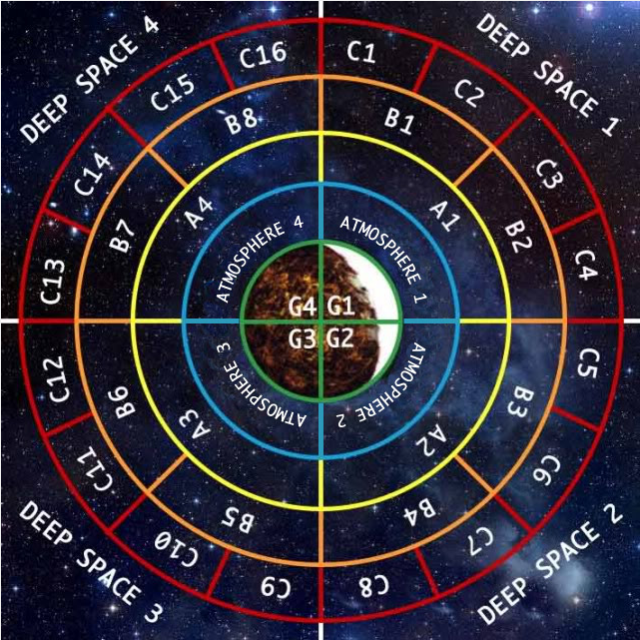 DEEP SPACE 4
DEEP SPACE 1
C16
C1
C15
C2
B8
B1
C14
C3
A4
A1
B7
B2
ATMOSPHERE 4
ATMOSPHERE 1
C13
C4
G4
G1
G3
G2
C12
C5
ATMOSPHERE 3
ATMOSPHERE 2
B6
B3
A3
A2
C11
C6
B5
B4
C10
C7
C9
C8
DEEP SPACE 3
DEEP SPACE 2